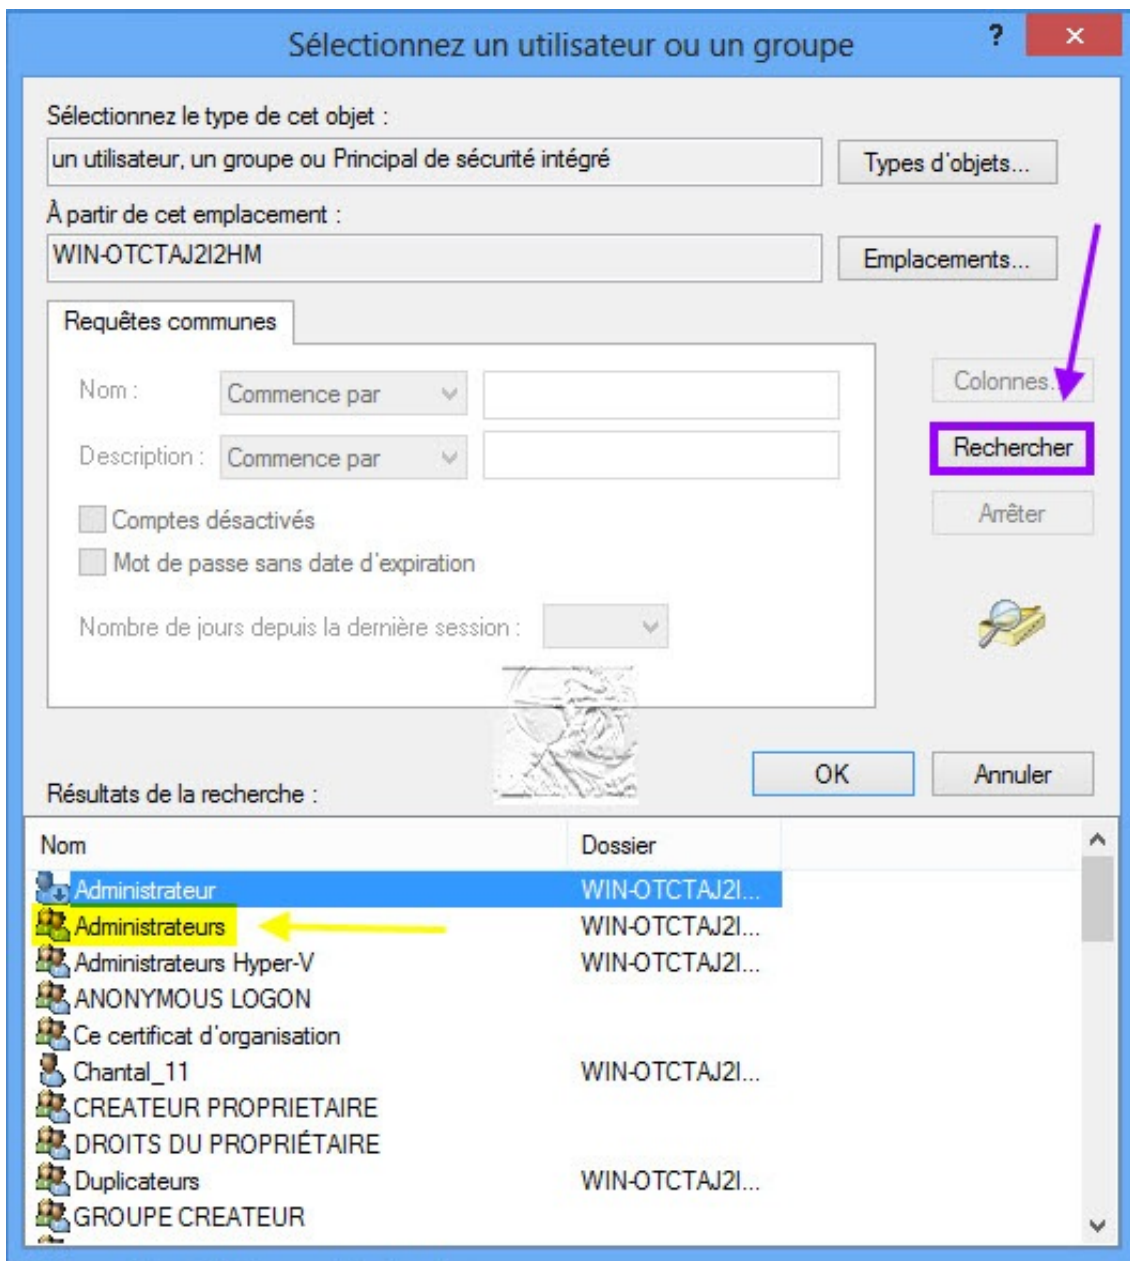 Sélectionnez un utilisateur ou un groupe ?
Sélectionnez le type de cet objet :
un utilisateur, un groupe ou Principal de sécurité intégré Types d'objets...
À partir de cet emplacement :
WIN-OTCTAJ2I2HM Emplacements...
Requêtes communes
Nom : Commence par Colonnes...
Description : Commence par Rechercher
Comptes désactivés Arrêter
Mot de passe sans date d'expiration
Nombre de jours depuis la dernière session :
OK Annuler
Résultats de la recherche :
Nom Dossier
Administrateur WIN-OTCTAJ2I...
Administrateurs WIN-OTCTAJ2I...
Administrateurs Hyper-V WIN-OTCTAJ2I...
ANONYMOUS LOGON
Ce certificat d'organisation
Chantal_11 WIN-OTCTAJ2I...
CREATEUR PROPRIETAIRE
DROITS DU PROPRIÉTAIRE
Duplicateurs WIN-OTCTAJ2I...
GROUPE CREATEUR